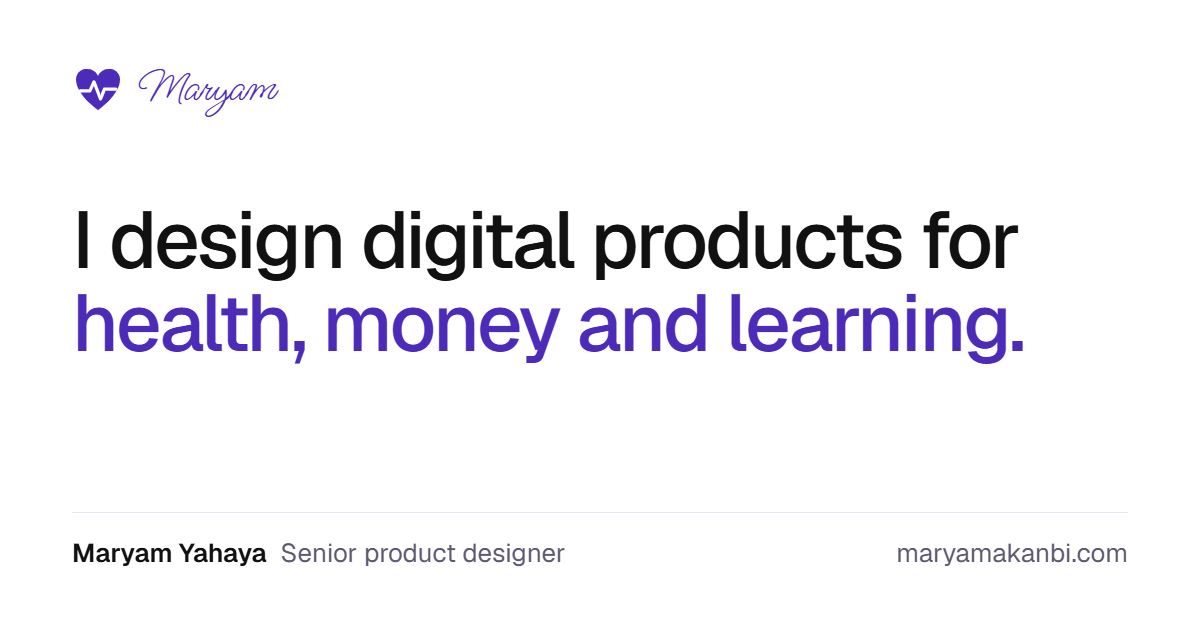 Maryam
I design digital products for
health, money and learning.
Maryam Yahaya Senior product designer
maryamakanbi.com